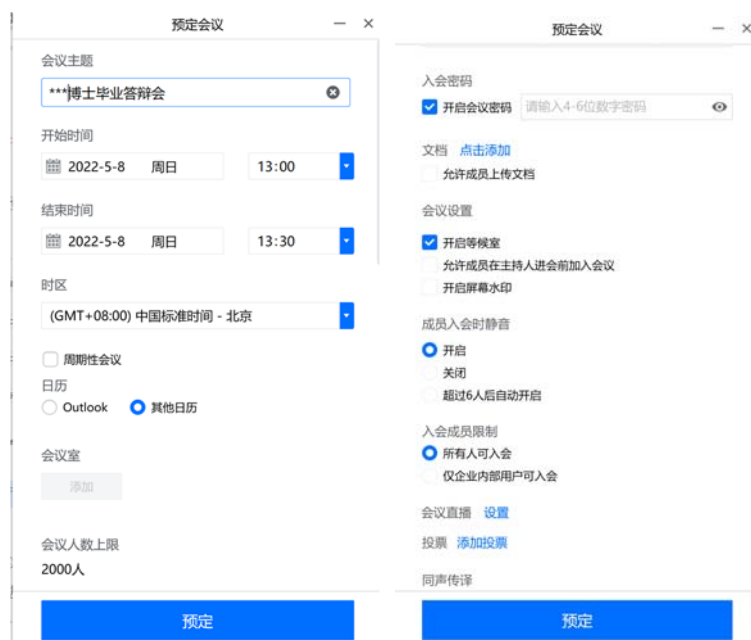 预定会议
会议主题
***博士毕业答辩会
开始时间
2022-5-8 周日 13:00
结束时间
2022-5-8 周日 13:30
时区
(GMT+08:00) 中国标准时间 - 北京
周期性会议
日历
Outlook 其他日历
会议室
添加
会议人数上限
2000人
预定
预定会议
入会密码
开启会议密码 请输入4-6位数字密码
文档 点击添加
允许成员上传文档
会议设置
开启等候室
允许成员在主持人进会前加入会议
开启屏幕水印
成员入会时静音
开启
关闭
超过6人后自动开启
入会成员限制
所有人可入会
仅企业内部用户可入会
会议直播 设置
投票 添加投票
同声传译
预定